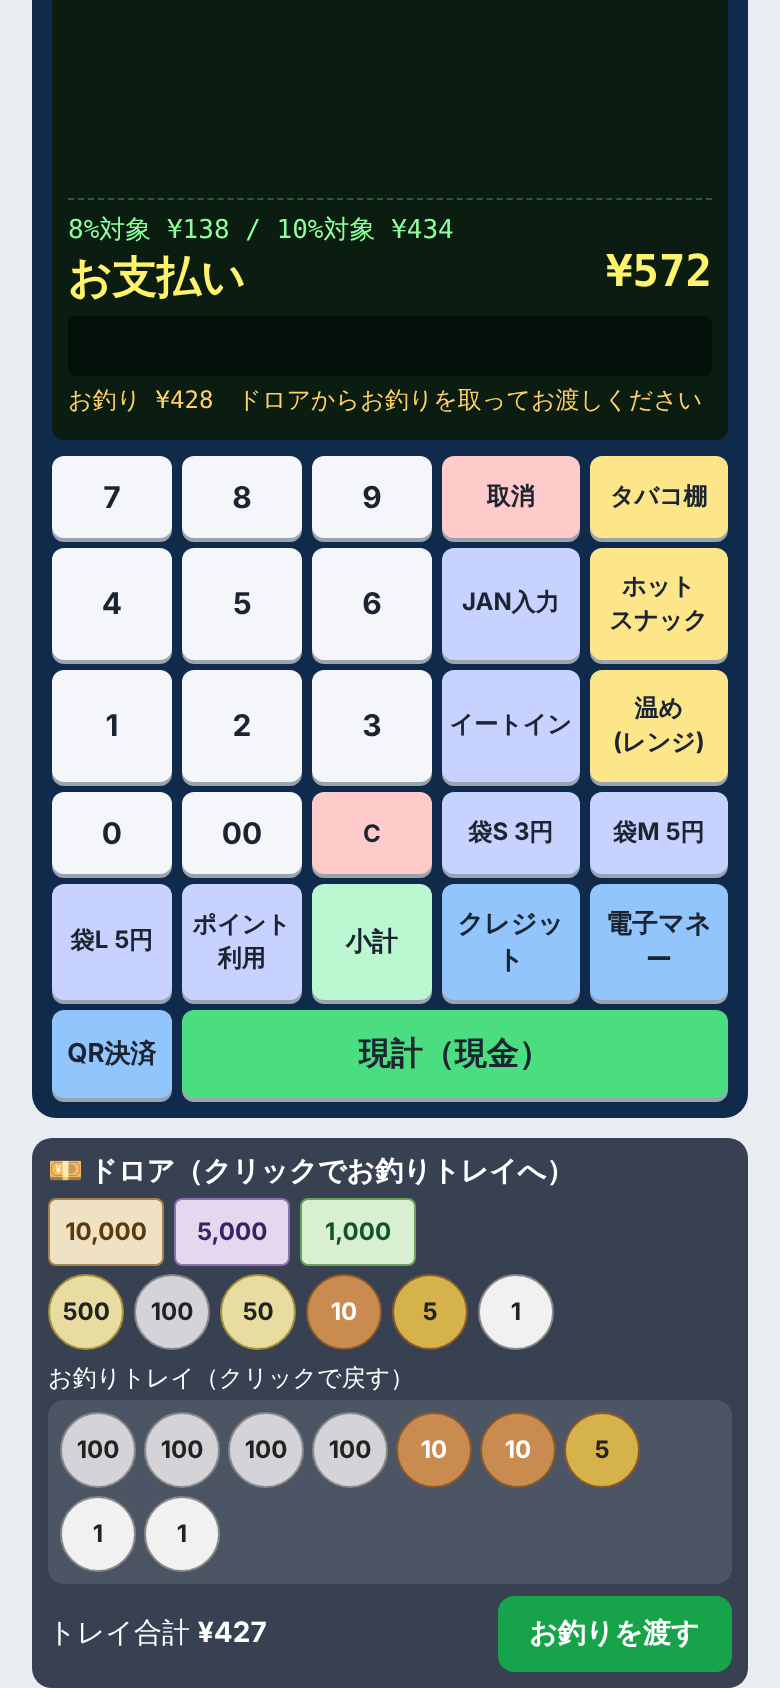 8%対象 ¥138 / 10%対象 ¥434
お支払い ¥572
お釣り ¥428 ドロアからお釣りを取ってお渡しください
7 8 9 取消 タバコ棚
4 5 6 JAN入力 ホット
スナック
1 2 3 イートイン 温め
(レンジ)
0 00 C 袋S 3円 袋M 5円
袋L 5円 ポイント
利用 小計 クレジッ
ト 電子マネ
ー
QR決済 現計（現金）
ドロア（クリックでお釣りトレイへ）
10,000 5,000 1,000
500 100 50 10 5 1
お釣りトレイ（クリックで戻す）
100 100 100 100 10 10 5
1 1
トレイ合計 ¥427 お釣りを渡す